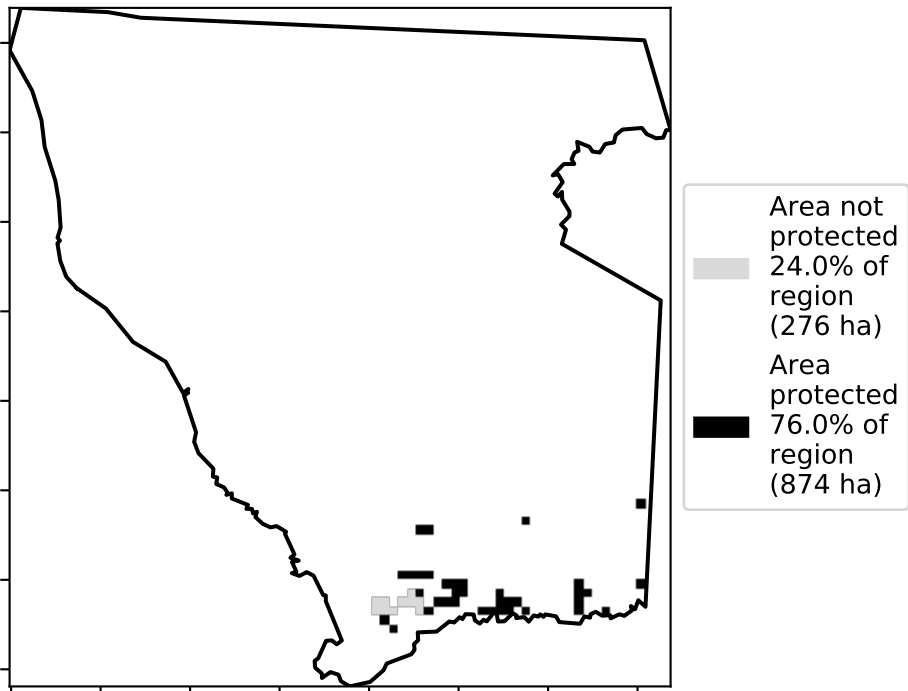 Area not
protected
24.0% of
region
(276 ha)
Area
protected
76.0% of
region
(874 ha)